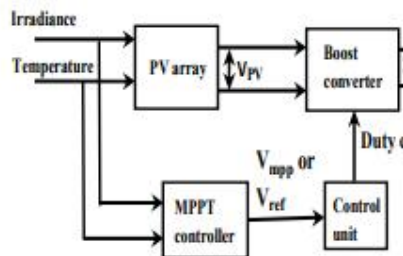 Irradiance
Temperature
PV array
VPV
Boost
converter
Duty
Vmpp or
Vref
MPPT
controller
Control
unit